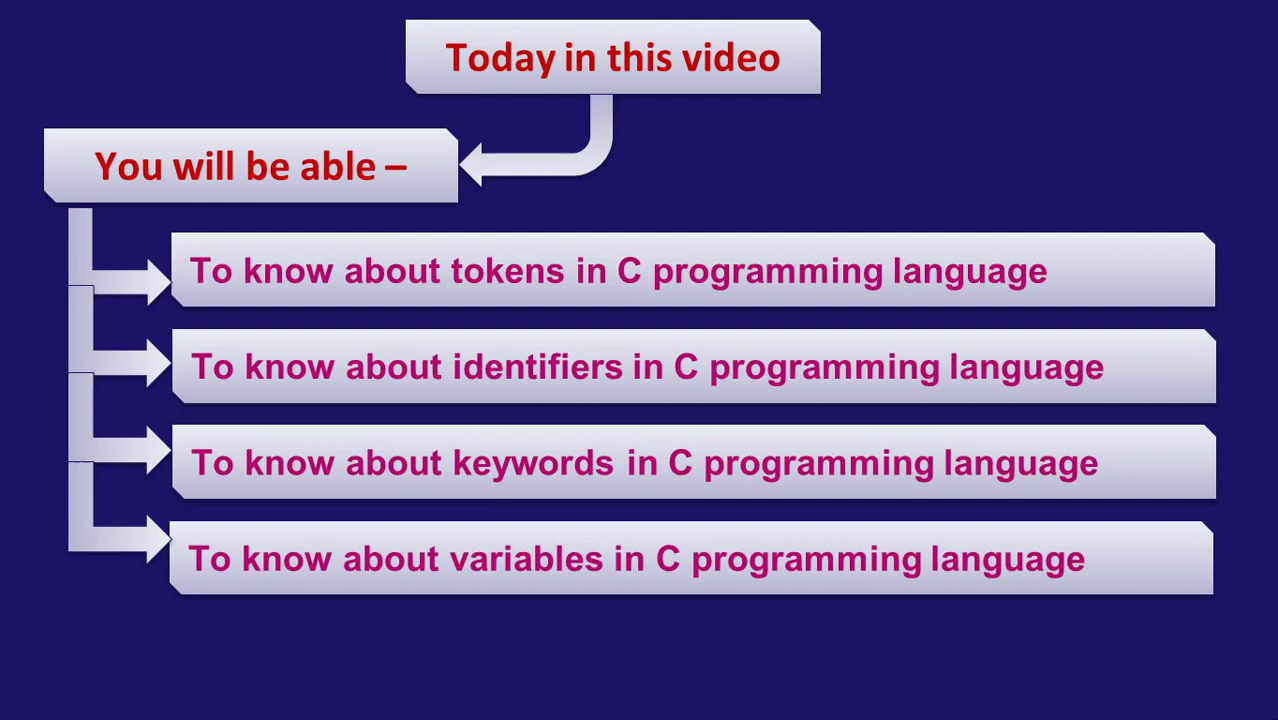 Today in this video
You will be able –
To know about tokens in C programming language
To know about identifiers in C programming language
To know about keywords in C programming language
To know about variables in C programming language